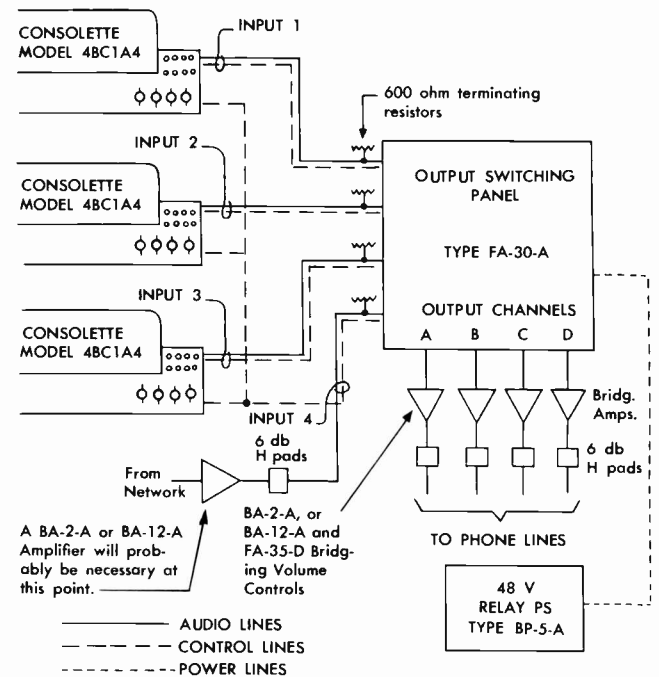 INPUT 1
CONSOLETTE
MODEL 4BC1A4
600 ohm terminating
resistors
INPUT 2
CONSOLETTE
MODEL 4BC1A4
OUTPUT SWITCHING
PANEL
TYPE FA-30-A
INPUT 3
CONSOLETTE
MODEL 4BC1A4
OUTPUT CHANNELS
A B C D
INPUT 4
Bridg.
Amps.
6 db
H pads
6 db
H pads
From
Network
A BA-2-A or BA-12-A
Amplifier will prob-
ably be necessary at
this point.
BA-2-A, or
BA-12-A and
FA-35-D Bridg-
ing Volume
Controls
TO PHONE LINES
48 V
RELAY PS
TYPE BP-5-A
AUDIO LINES
CONTROL LINES
POWER LINES